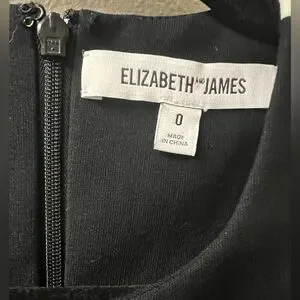 ELIZABETH AND JAMES
0
MADE
IN CHINA